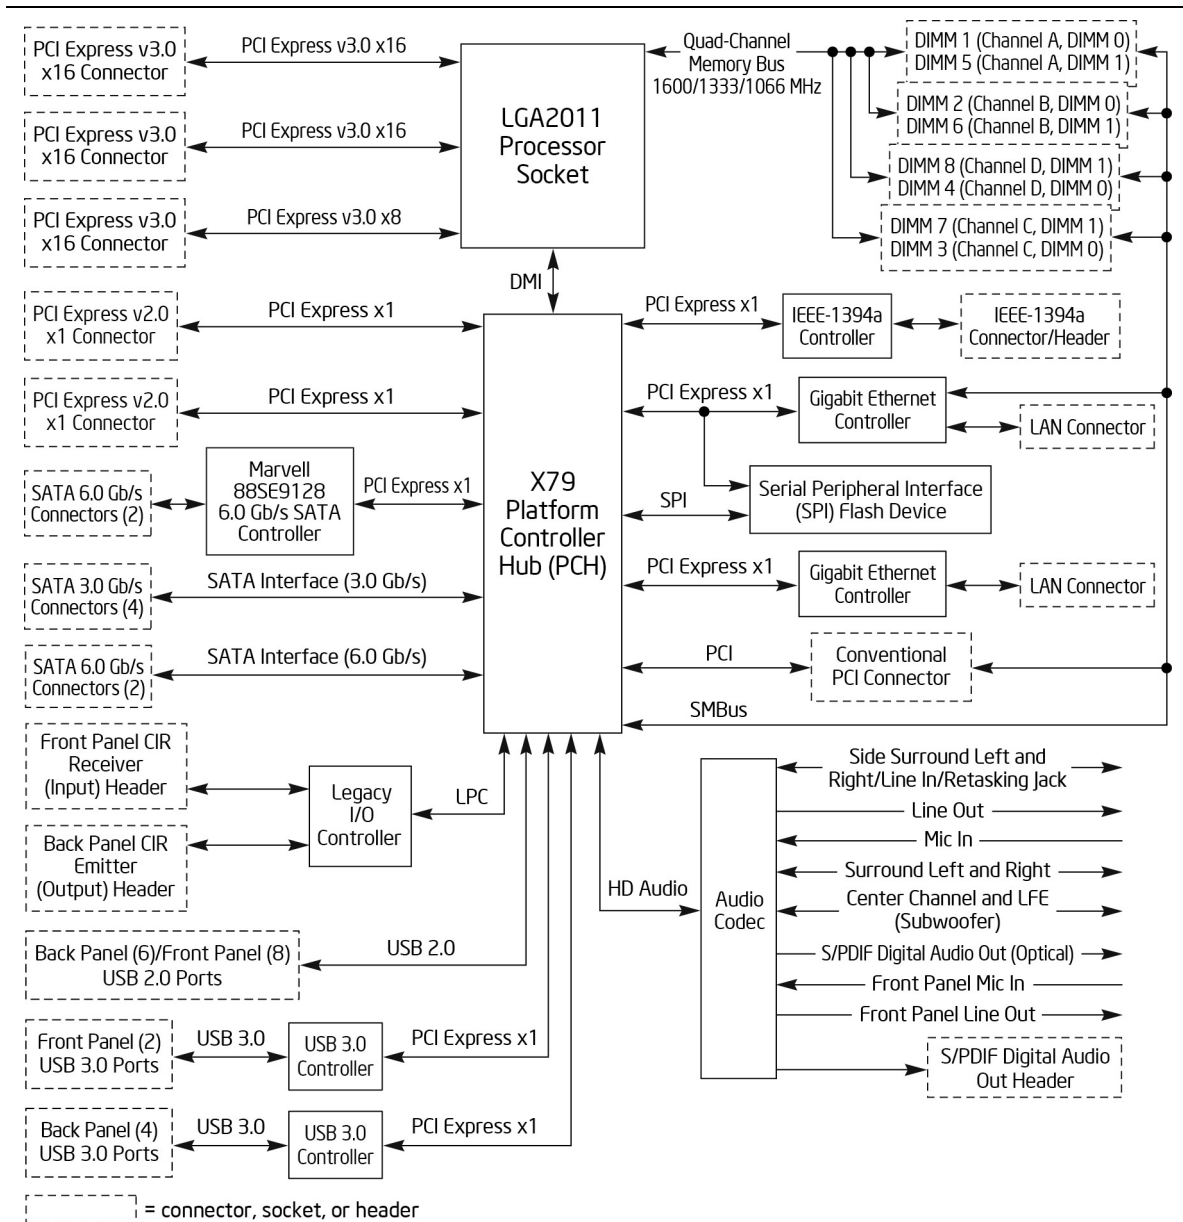 PCI Express v3.0
x16 Connector
PCI Express v3.0 x16
LGA2011
Processor
Socket
Quad-Channel
Memory Bus
1600/1333/1066 MHz
DIMM 1 (Channel A, DIMM 0)
DIMM 5 (Channel A, DIMM 1)
DIMM 2 (Channel B, DIMM 0)
DIMM 6 (Channel B, DIMM 1)
PCI Express v3.0
x16 Connector
PCI Express v3.0 x16
DIMM 8 (Channel D, DIMM 1)
DIMM 4 (Channel D, DIMM 0)
PCI Express v3.0
x16 Connector
PCI Express v3.0 x8
DIMM 7 (Channel C, DIMM 1)
DIMM 3 (Channel C, DIMM 0)
DMI
PCI Express v2.0
x1 Connector
PCI Express x1
PCI Express x1
IEEE-1394a
Controller
IEEE-1394a
Connector/Header
PCI Express v2.0
x1 Connector
PCI Express x1
PCI Express x1
Gigabit Ethernet
Controller
LAN Connector
SATA 6.0 Gb/s
Connectors (2)
Marvell
88SE9128
6.0 Gb/s SATA
Controller
PCI Express x1
X79
Platform
Controller
Hub (PCH)
SPI
Serial Peripheral Interface
(SPI) Flash Device
SATA 3.0 Gb/s
Connectors (4)
SATA Interface (3.0 Gb/s)
PCI Express x1
Gigabit Ethernet
Controller
LAN Connector
SATA 6.0 Gb/s
Connectors (2)
SATA Interface (6.0 Gb/s)
PCI
Conventional
PCI Connector
SMBus
Front Panel CIR
Receiver
(Input) Header
Legacy
I/O
Controller
LPC
Back Panel CIR
Emitter
(Output) Header
HD Audio
Audio
Codec
Side Surround Left and
Right/Line In/Retasking Jack
Line Out
Mic In
Surround Left and Right
Center Channel and LFE
(Subwoofer)
S/PDIF Digital Audio Out (Optical)
Front Panel Mic In
Front Panel Line Out
S/PDIF Digital Audio
Out Header
Back Panel (6)/Front Panel (8)
USB 2.0 Ports
USB 2.0
Front Panel (2)
USB 3.0 Ports
USB 3.0
USB 3.0
Controller
PCI Express x1
Back Panel (4)
USB 3.0 Ports
USB 3.0
USB 3.0
Controller
PCI Express x1
= connector, socket, or header